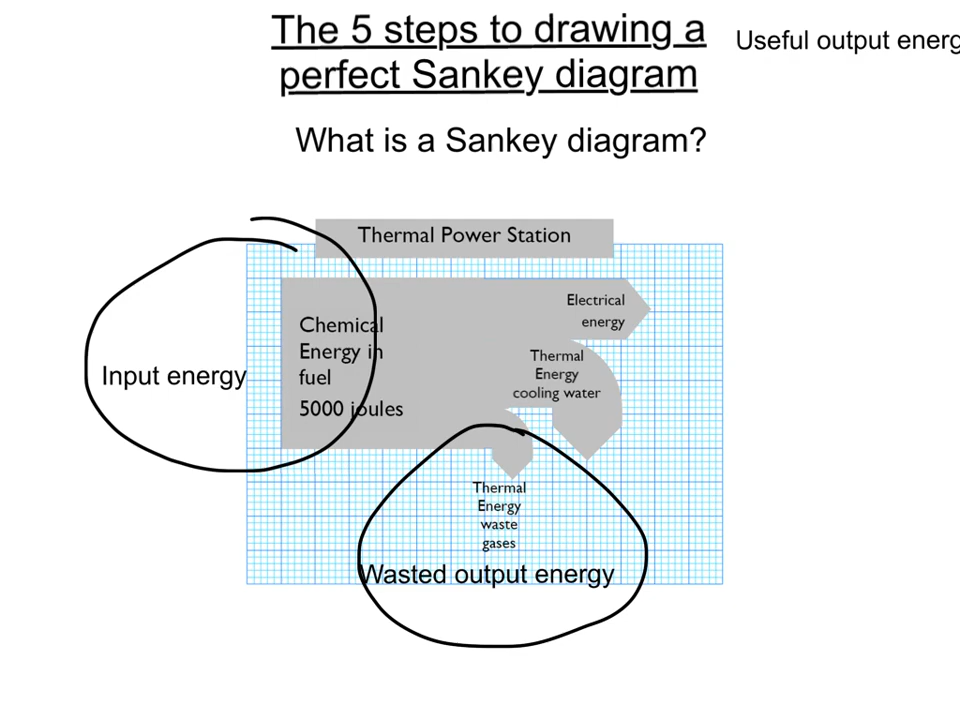 The 5 steps to drawing a
perfect Sankey diagram
Useful output energ
What is a Sankey diagram?
Thermal Power Station
Electrical
energy
Chemical
Energy in
fuel
5000 joules
Thermal
Energy
cooling water
Input energy
Thermal
Energy
waste
gases
Wasted output energy